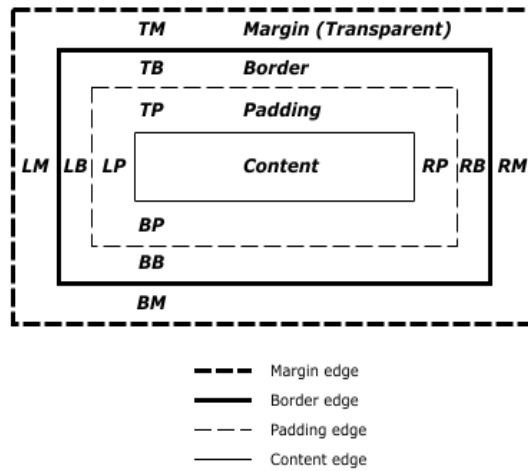 TM Margin (Transparent)
TB Border
TP Padding
LM LB LP Content RP RB RM
BP
BB
BM
Margin edge
Border edge
Padding edge
Content edge